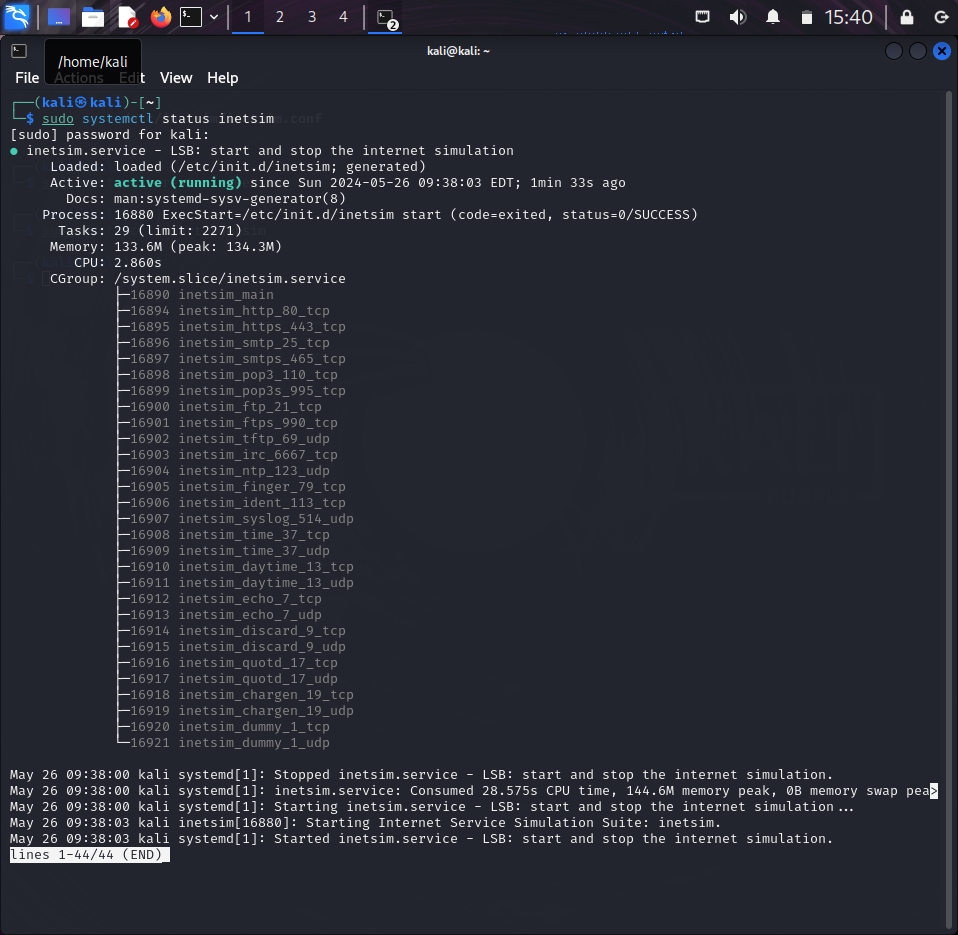 1 2 3 4 2 15:40
kali@kali: ~
/home/kali
File Actions Edit View Help
┌──(kali㉿kali)-[~]
└─$ sudo systemctl status inetsim
[sudo] password for kali:
● inetsim.service - LSB: start and stop the internet simulation
Loaded: loaded (/etc/init.d/inetsim; generated)
Active: active (running) since Sun 2024-05-26 09:38:03 EDT; 1min 33s ago
Docs: man:systemd-sysv-generator(8)
Process: 16880 ExecStart=/etc/init.d/inetsim start (code=exited, status=0/SUCCESS)
Tasks: 29 (limit: 2271)
Memory: 133.6M (peak: 134.3M)
CPU: 2.860s
CGroup: /system.slice/inetsim.service
├─16890 inetsim_main
├─16894 inetsim_http_80_tcp
├─16895 inetsim_https_443_tcp
├─16896 inetsim_smtp_25_tcp
├─16897 inetsim_smtps_465_tcp
├─16898 inetsim_pop3_110_tcp
├─16899 inetsim_pop3s_995_tcp
├─16900 inetsim_ftp_21_tcp
├─16901 inetsim_ftps_990_tcp
├─16902 inetsim_tftp_69_udp
├─16903 inetsim_irc_6667_tcp
├─16904 inetsim_ntp_123_udp
├─16905 inetsim_finger_79_tcp
├─16906 inetsim_ident_113_tcp
├─16907 inetsim_syslog_514_udp
├─16908 inetsim_time_37_tcp
├─16909 inetsim_time_37_udp
├─16910 inetsim_daytime_13_tcp
├─16911 inetsim_daytime_13_udp
├─16912 inetsim_echo_7_tcp
├─16913 inetsim_echo_7_udp
├─16914 inetsim_discard_9_tcp
├─16915 inetsim_discard_9_udp
├─16916 inetsim_quotd_17_tcp
├─16917 inetsim_quotd_17_udp
├─16918 inetsim_chargen_19_tcp
├─16919 inetsim_chargen_19_udp
├─16920 inetsim_dummy_1_tcp
└─16921 inetsim_dummy_1_udp
May 26 09:38:00 kali systemd[1]: Stopped inetsim.service - LSB: start and stop the internet simulation.
May 26 09:38:00 kali systemd[1]: inetsim.service: Consumed 28.575s CPU time, 144.6M memory peak, 0B memory swap pea>
May 26 09:38:00 kali systemd[1]: Starting inetsim.service - LSB: start and stop the internet simulation...
May 26 09:38:03 kali inetsim[16880]: Starting Internet Service Simulation Suite: inetsim.
May 26 09:38:03 kali systemd[1]: Started inetsim.service - LSB: start and stop the internet simulation.
lines 1-44/44 (END)